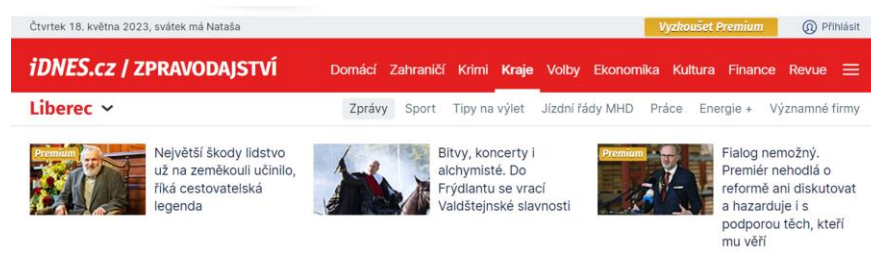 Čtvrtek 18. května 2023, svátek má Nataša
Vyzkoušet Premium
Přihlásit
iDNES.cz / ZPRAVODAJSTVÍ
Domácí Zahraničí Krimi Kraje Volby Ekonomika Kultura Finance Revue
Liberec
Zprávy Sport Tipy na výlet Jízdní řády MHD Práce Energie + Významné firmy
Premium
Největší škody lidstvo
už na zeměkouli učinilo,
říká cestovatelská
legenda
Bitvy, koncerty i
alchymisté. Do
Frýdlantu se vrací
Valdštejnské slavnosti
Premium
Fialog nemožný.
Premiér nehodlá o
reformě ani diskutovat
a hazarduje i s
podporou těch, kteří
mu věří